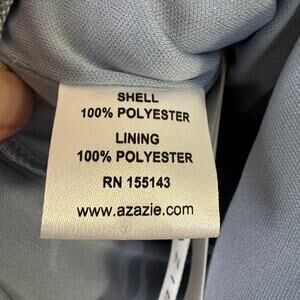 SHELL
100% POLYESTER
LINING
100% POLYESTER
RN 155143
www.azazie.com